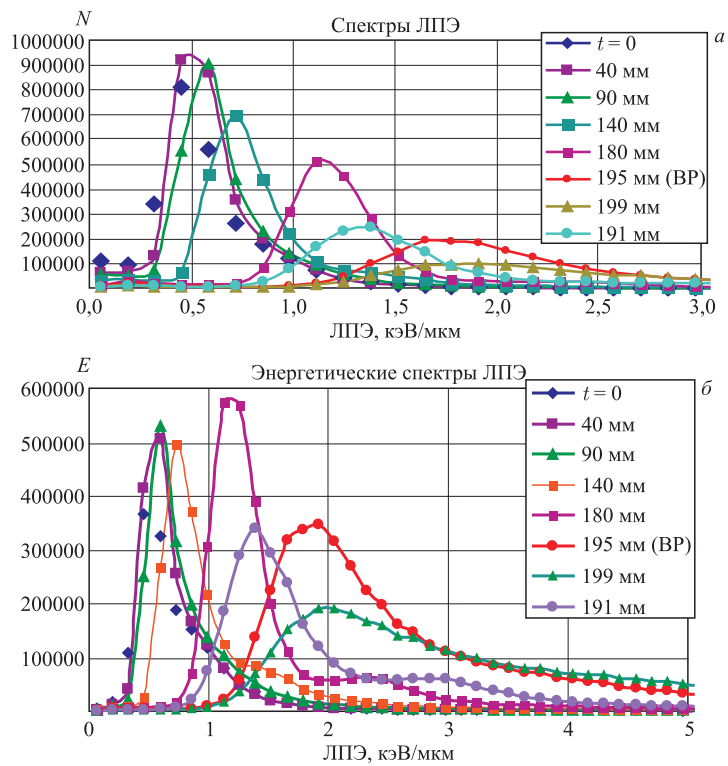 N
Спектры ЛПЭ
а
1000000
900000
800000
700000
600000
500000
400000
300000
200000
100000
0,0
0,5
1,0
1,5
2,0
2,5
3,0
ЛПЭ, кэВ/мкм
t = 0
40 мм
90 мм
140 мм
180 мм
195 мм (ВР)
199 мм
191 мм
E
Энергетические спектры ЛПЭ
б
600000
500000
400000
300000
200000
100000
0
1
2
3
4
5
ЛПЭ, кэВ/мкм
t = 0
40 мм
90 мм
140 мм
180 мм
195 мм (ВР)
199 мм
191 мм